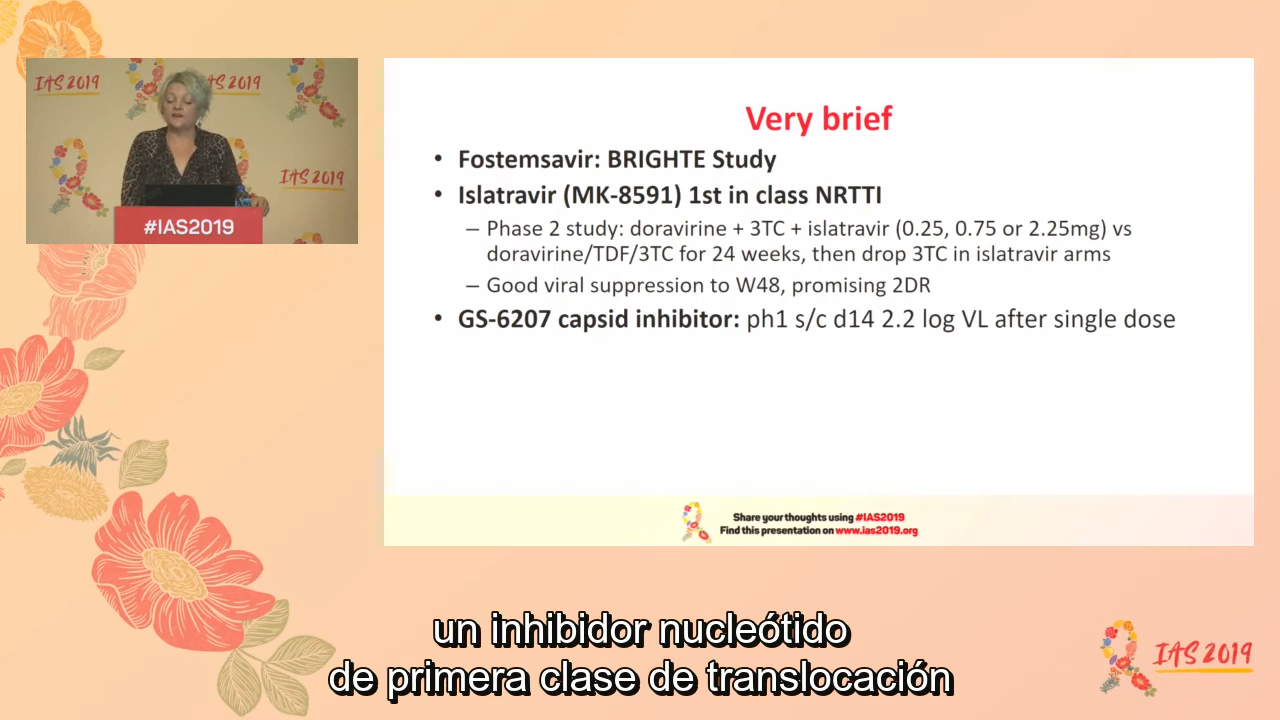 IAS 2019
AS 2019
IAS 2019
#IAS2019
Very brief
• Fostemsavir: BRIGHTE Study
• Islatravir (MK-8591) 1st in class NRTTI
– Phase 2 study: doravirine + 3TC + islatravir (0.25, 0.75 or 2.25mg) vs
doravirine/TDF/3TC for 24 weeks, then drop 3TC in islatravir arms
– Good viral suppression to W48, promising 2DR
• GS-6207 capsid inhibitor: ph1 s/c d14 2.2 log VL after single dose
Share your thoughts using #IAS2019
Find this presentation on www.ias2019.org
un inhibidor nucleótido
de primera clase de translocación
IAS 2019